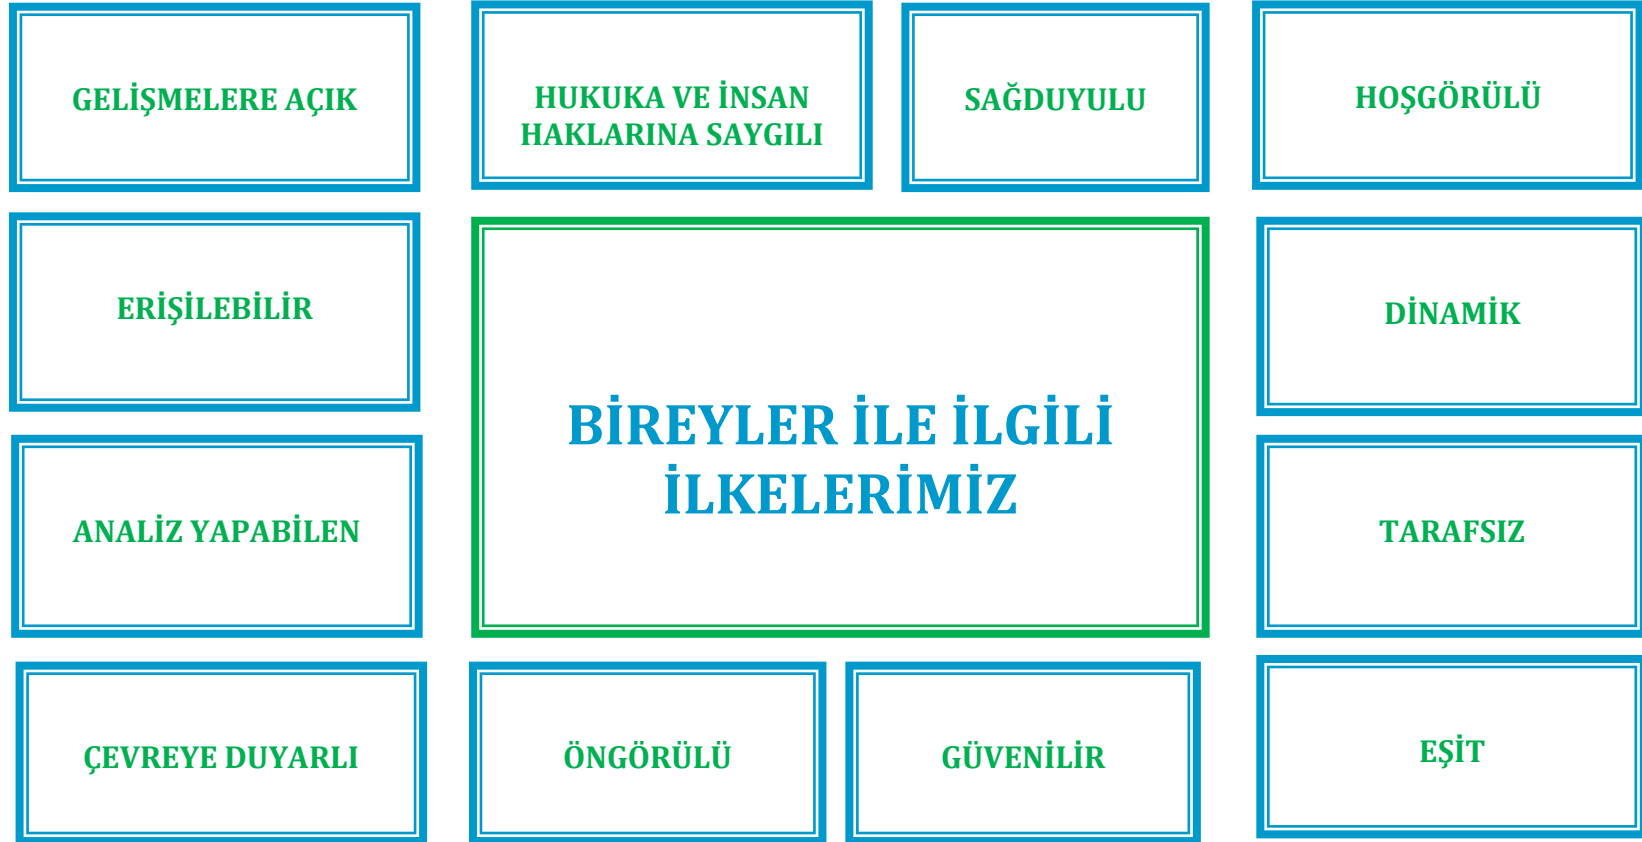 GELİŞMELERE AÇIK
HUKUKA VE İNSAN
HAKLARINA SAYGILI
SAĞDUYULU
HOŞGÖRÜLÜ
ERİŞİLEBİLİR
BİREYLER İLE İLGİLİ
İLKELERİMİZ
DİNAMİK
ANALİZ YAPABİLEN
TARAFSIZ
ÇEVREYE DUYARLI
ÖNGÖRÜLÜ
GÜVENİLİR
EŞİT